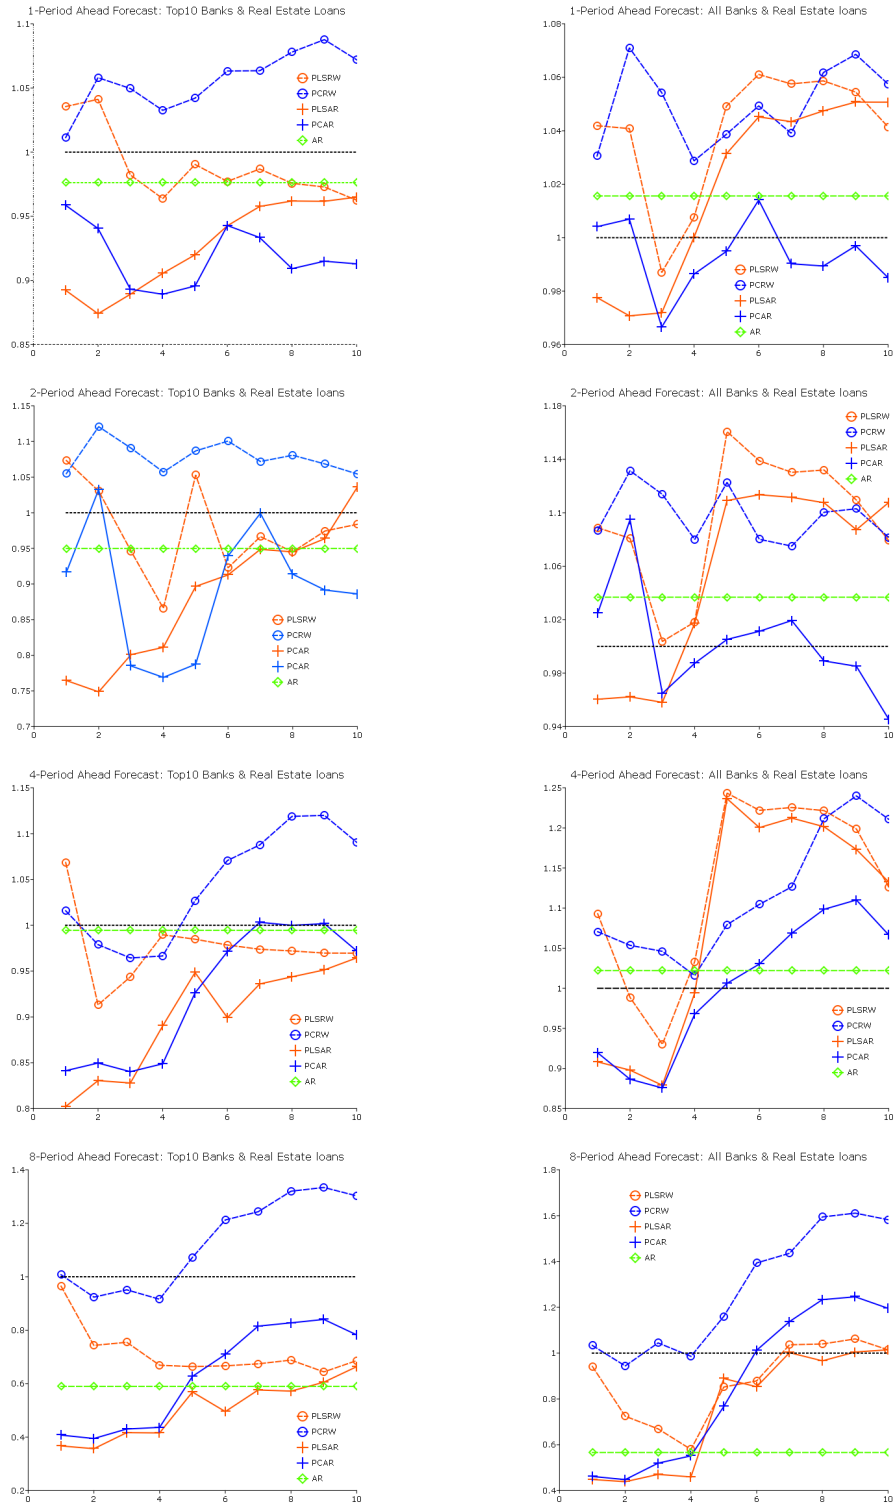 1-Period Ahead Forecast: Top10 Banks & Real Estate Loans
1.1
1.05
1
0.95
0.9
0.85
0 2 4 6 8 10
PLSRW
PCRW
PLSAR
PCAR
AR
1-Period Ahead Forecast: All Banks & Real Estate loans
1.08
1.06
1.04
1.02
1
0.98
0.96
0 2 4 6 8 10
PLSRW
PCRW
PLSAR
PCAR
AR
2-Period Ahead Forecast: Top10 Banks & Real Estate loans
1.15
1.1
1.05
1
0.95
0.9
0.85
0.8
0.75
0.7
0 2 4 6 8 10
PLSRW
PCRW
PCAR
PCAR
AR
2-Period Ahead Forecast: All Banks & Real Estate loans
1.18
1.14
1.1
1.06
1.02
0.98
0.94
0 2 4 6 8 10
PLSRW
PCRW
PLSAR
PCAR
AR
4-Period Ahead Forecast: Top10 Banks & Real Estate loans
1.15
1.1
1.05
1
0.95
0.9
0.85
0.8
0 2 4 6 8 10
PLSRW
PCRW
PLSAR
PCAR
AR
4-Period Ahead Forecast: All Banks & Real Estate loans
1.25
1.2
1.15
1.1
1.05
1
0.95
0.9
0.85
0 2 4 6 8 10
PLSRW
PCRW
PLSAR
PCAR
AR
8-Period Ahead Forecast: Top10 Banks & Real Estate loans
1.4
1.2
1
0.8
0.6
0.4
0.2
0 2 4 6 8 10
PLSRW
PCRW
PLSAR
PCAR
AR
8-Period Ahead Forecast: All Banks & Real Estate loans
1.8
1.6
1.4
1.2
1
0.8
0.6
0.4
0 2 4 6 8 10
PLSRW
PCRW
PLSAR
PCAR
AR